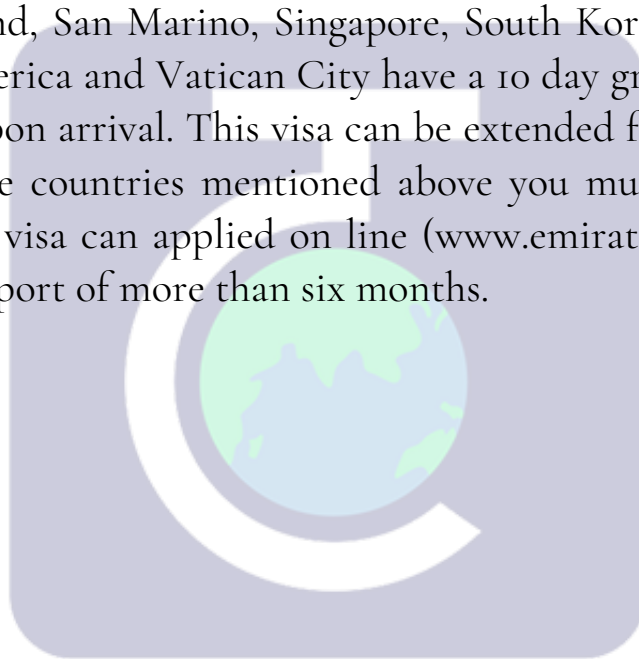 nd, San Marino, Singapore, South Kor
erica and Vatican City have a 10 day gr
on arrival. This visa can be extended f
e countries mentioned above you mu
visa can applied on line (www.emirat
port of more than six months.